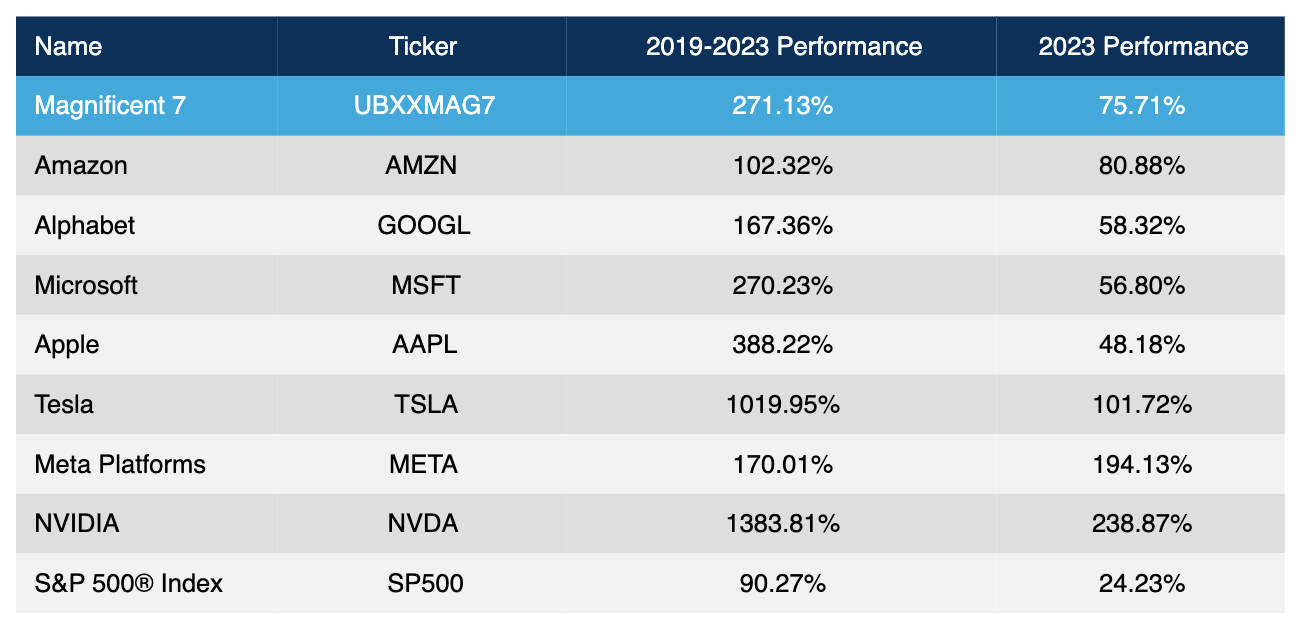 Name Ticker 2019-2023 Performance 2023 Performance
Magnificent 7 UBXXMAG7 271.13% 75.71%
Amazon AMZN 102.32% 80.88%
Alphabet GOOGL 167.36% 58.32%
Microsoft MSFT 270.23% 56.80%
Apple AAPL 388.22% 48.18%
Tesla TSLA 1019.95% 101.72%
Meta Platforms META 170.01% 194.13%
NVIDIA NVDA 1383.81% 238.87%
S&P 500® Index SP500 90.27% 24.23%